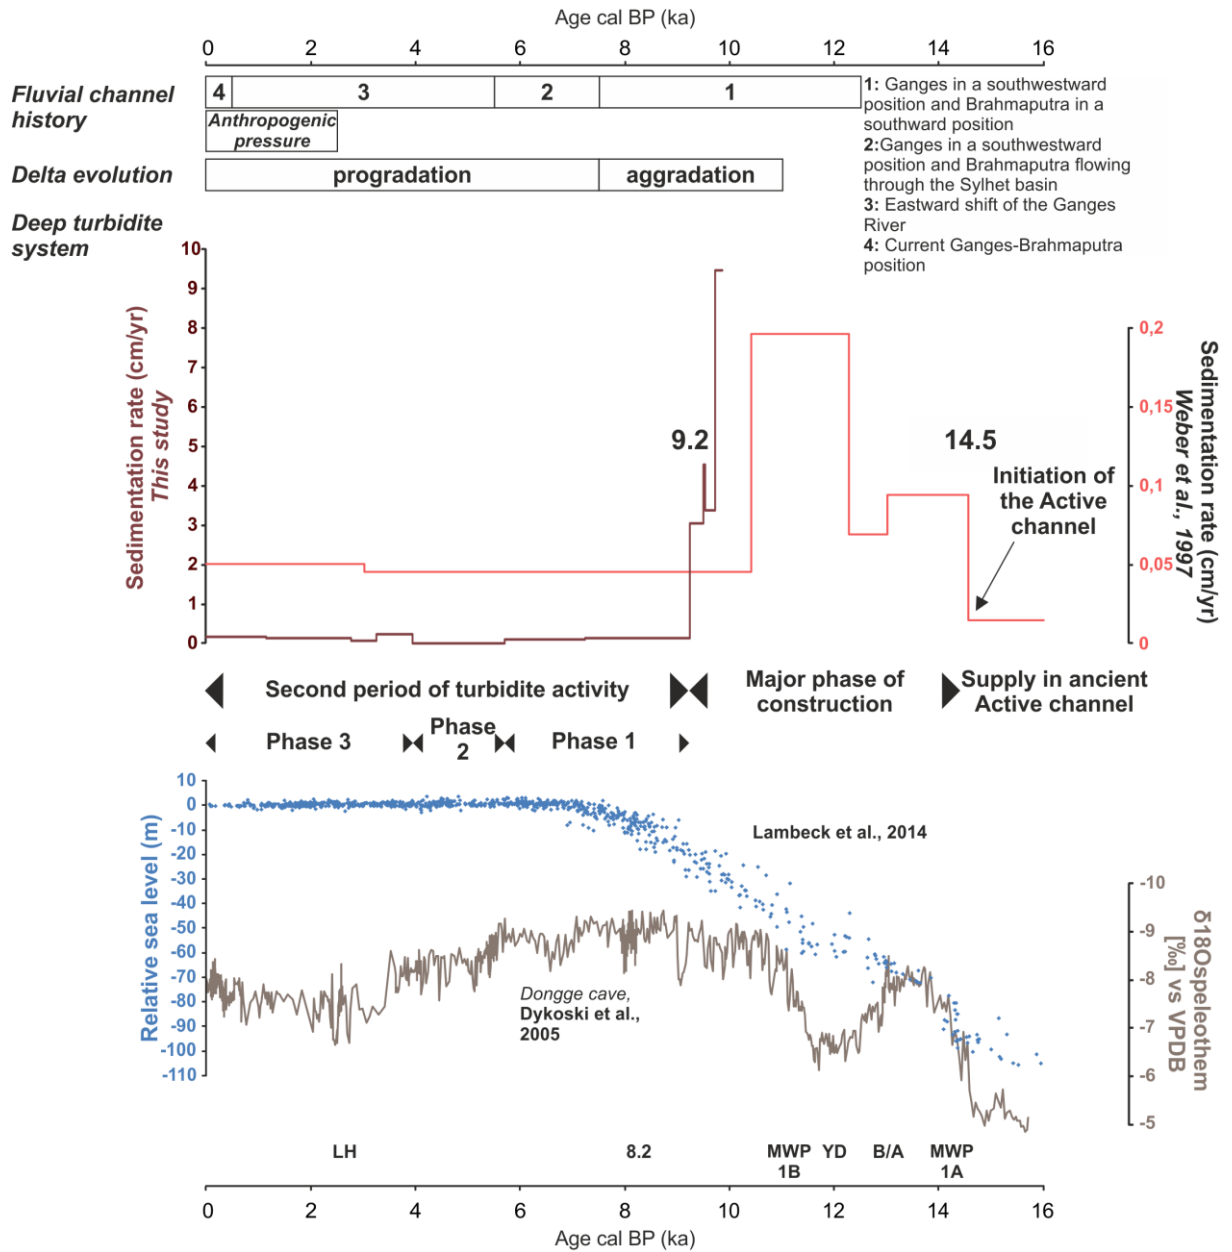 Age cal BP (ka)
0 2 4 6 8 10 12 14 16
Fluvial channel
history
4 3 2 1
Anthropogenic
pressure
1: Ganges in a southwestward
position and Brahmaputra in a
southward position
2:Ganges in a southwestward
position and Brahmaputra flowing
through the Sylhet basin
3: Eastward shift of the Ganges
River
4: Current Ganges-Brahmaputra
position
Delta evolution
progradation aggradation
Deep turbidite
system
Sedimentation rate (cm/yr)
This study
10
9
8
7
6
5
4
3
2
1
0
9.2
14.5
Initiation of
the Active
channel
0,2
0,15
0,1
0,05
0
Sedimentation rate (cm/yr)
Weber et al., 1997
Second period of turbidite activity
Major phase of
construction
Supply in ancient
Active channel
Phase 3
Phase
2
Phase 1
Relative sea level (m)
10
0
-10
-20
-30
-40
-50
-60
-70
-80
-90
-100
-110
Lambeck et al., 2014
Dongge cave,
Dykoski et al.,
2005
-10
-9
-8
-7
-6
-5
δ18Ospeleothem
[‰] vs VPDB
LH
8.2
MWP
1B
YD
B/A
MWP
1A
0 2 4 6 8 10 12 14 16
Age cal BP (ka)